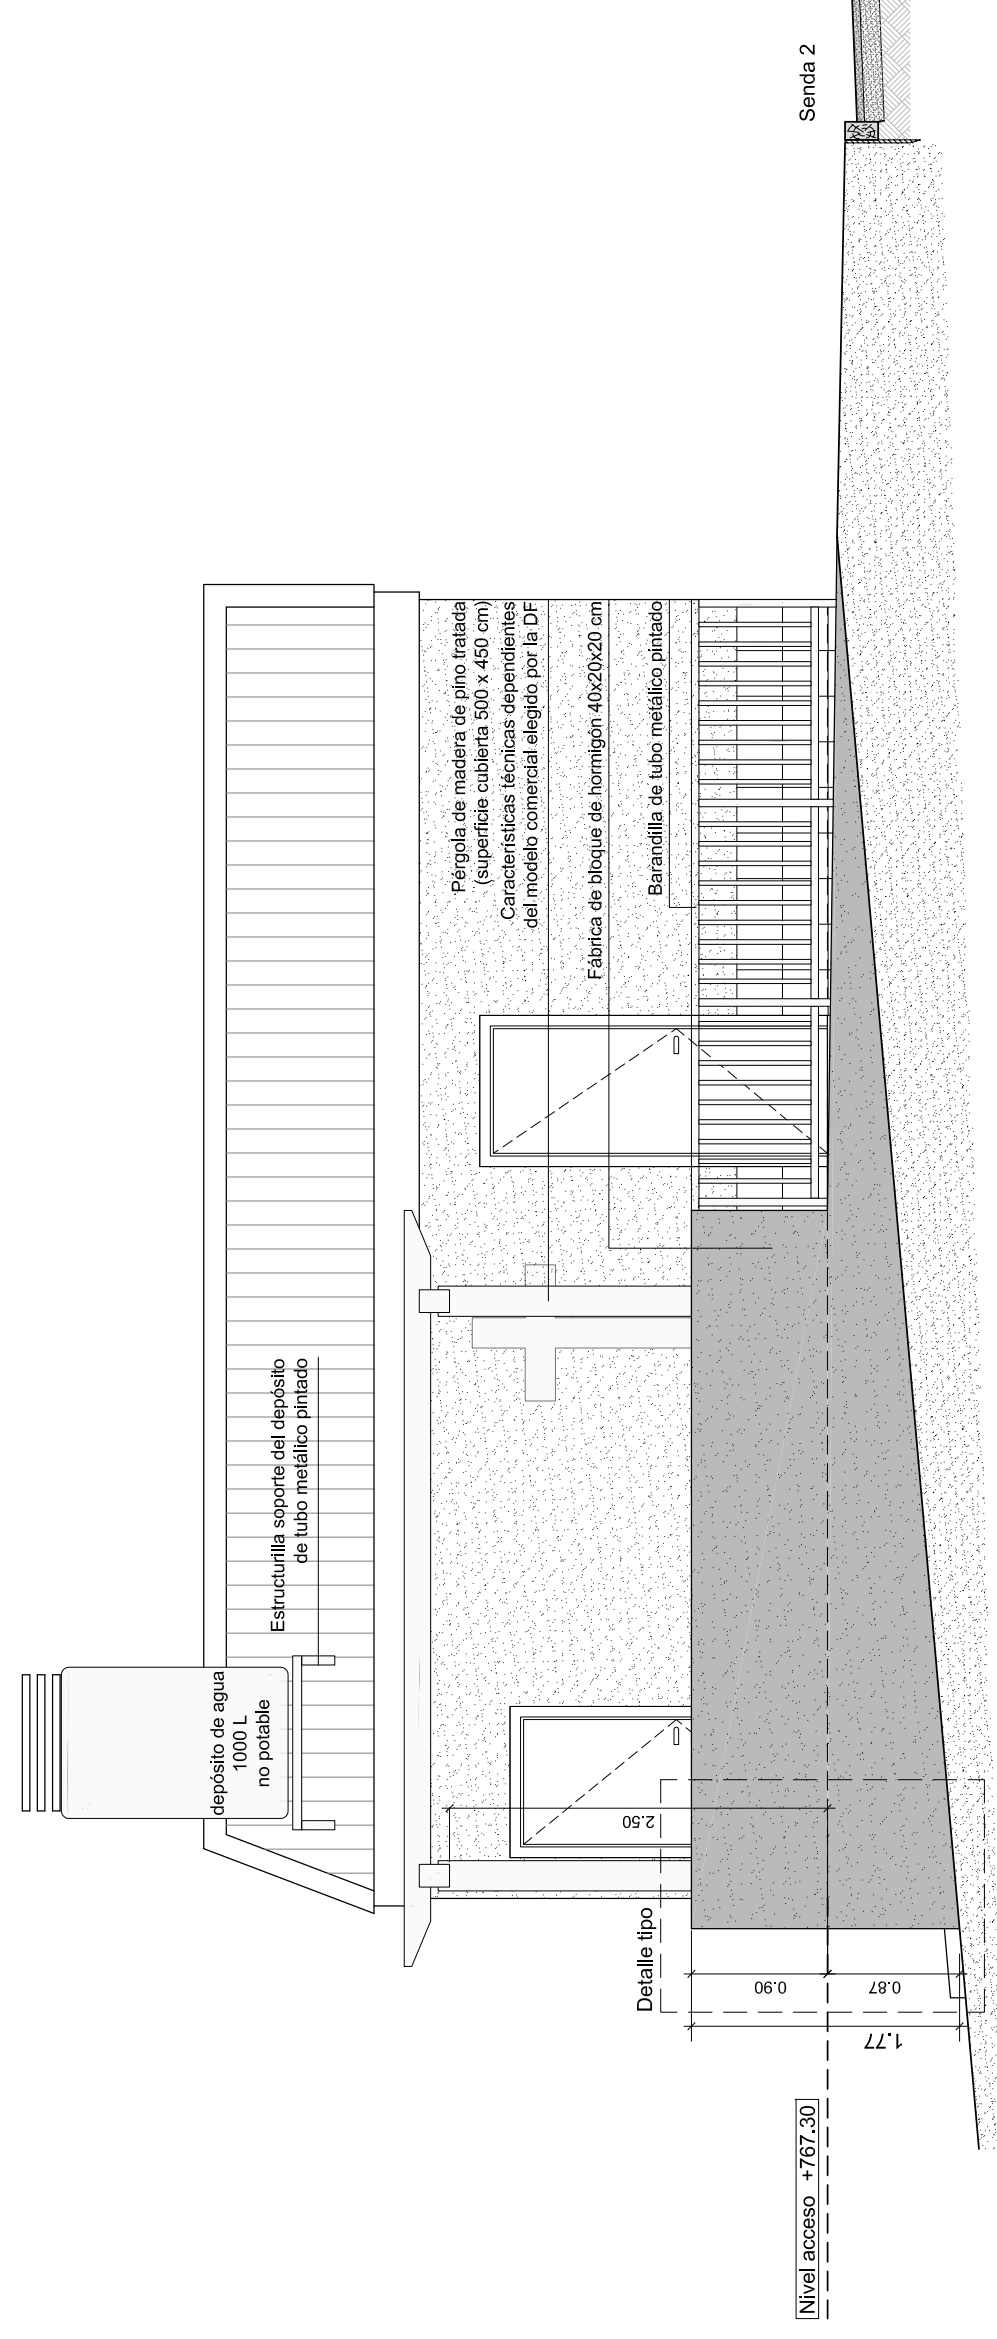 depósito de agua
1000 L
no potable
Estructurilla soporte del depósito
de tubo metálico pintado
Pérgola de madera de pino tratada
(superficie cubierta 500 x 450 cm)
Características técnicas dependientes
del modelo comercial elegido por la DF
Fábrica de bloque de hormigón 40x20x20 cm
Barandilla de tubo metálico pintado
Senda 2
2.50
Detalle tipo
0.90
0.87
1.77
Nivel acceso +767.30